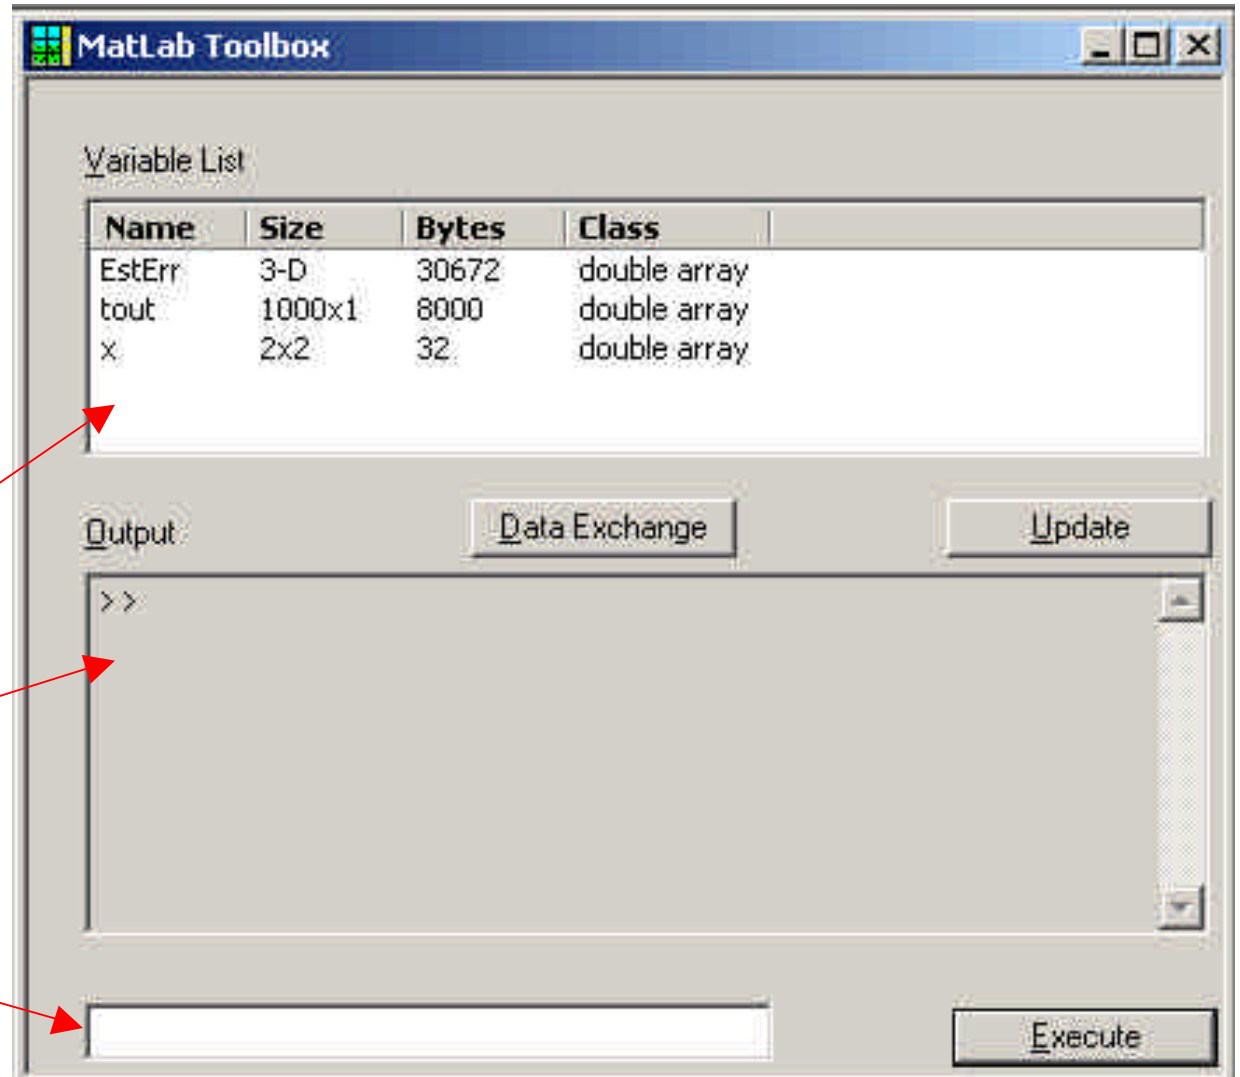 MatLab Toolbox
Variable List
Name Size Bytes Class
EstErr 3-D 30672 double array
tout 1000x1 8000 double array
x 2x2 32 double array
Output Data Exchange Update
>>
Execute